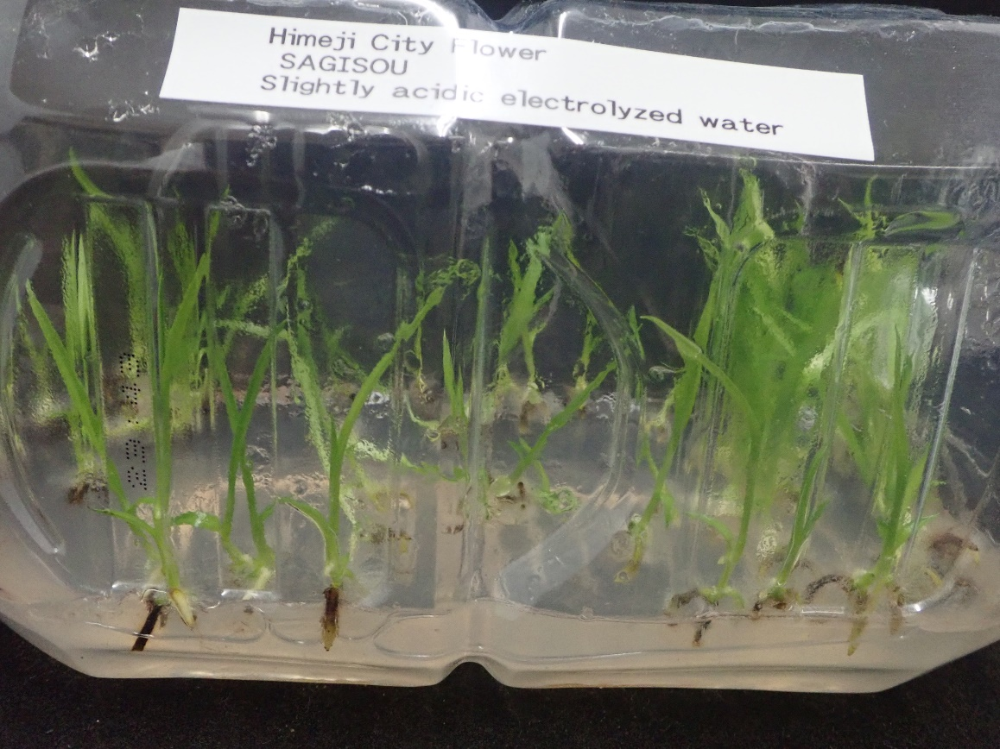 Himeji City Flower
SAGISOU
Slightly acidic electrolyzed water